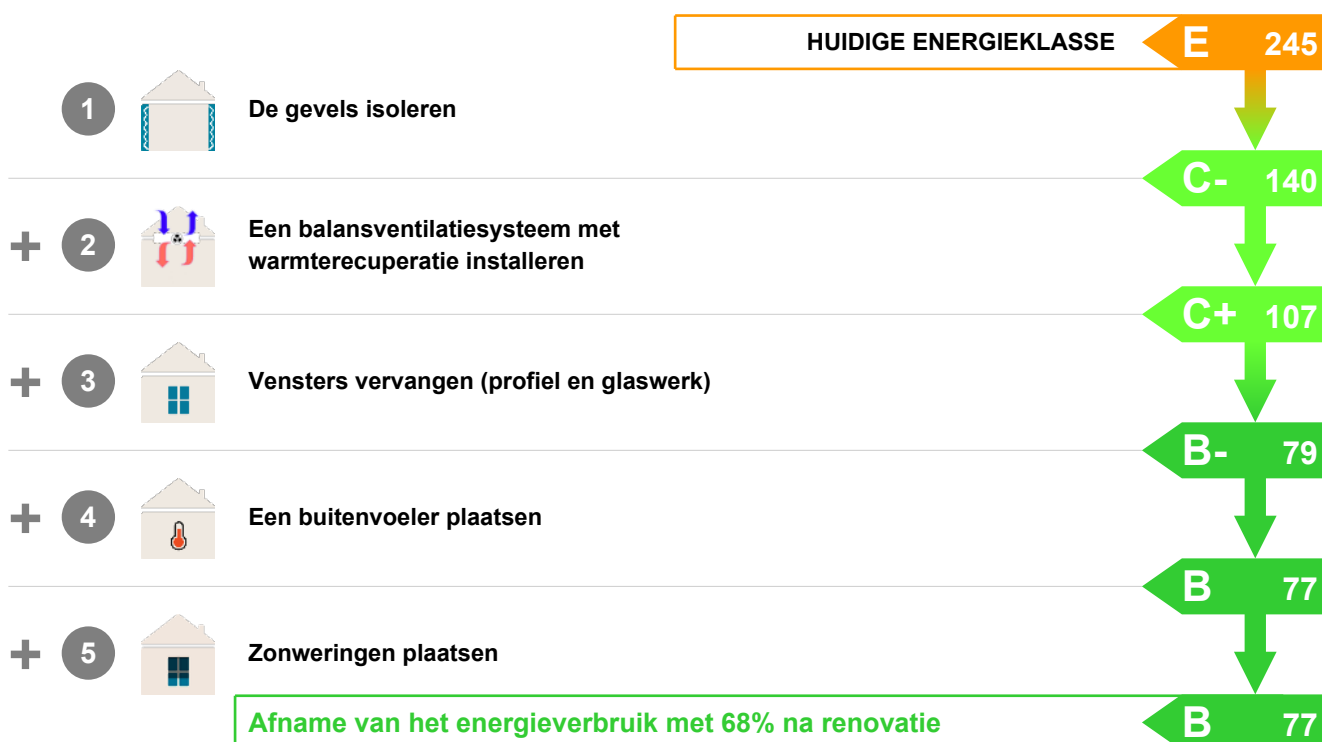 HUIDIGE ENERGIEKLASSE E 245
1 De gevels isoleren
C- 140
+ 2 Een balansventilatiesysteem met
warmterecuperatie installeren
C+ 107
+ 3 Vensters vervangen (profiel en glaswerk)
B- 79
+ 4 Een buitenvoeler plaatsen
B 77
+ 5 Zonweringen plaatsen
Afname van het energieverbruik met 68% na renovatie B 77